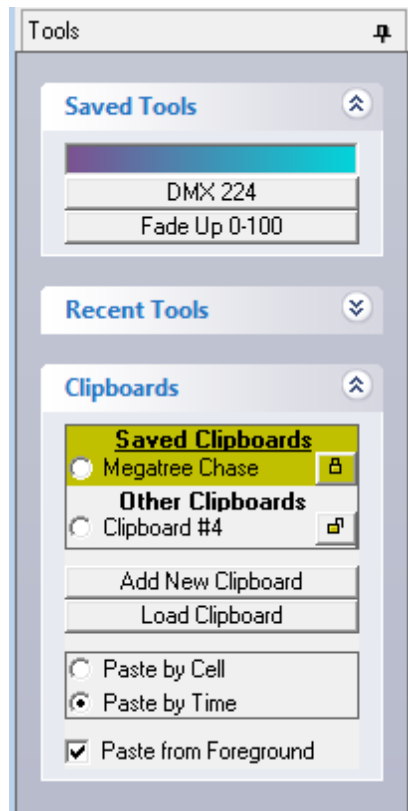 Tools
Saved Tools
DMX 224
Fade Up 0-100
Recent Tools
Clipboards
Saved Clipboards
Megatree Chase
Other Clipboards
Clipboard #4
Add New Clipboard
Load Clipboard
Paste by Cell
Paste by Time
Paste from Foreground